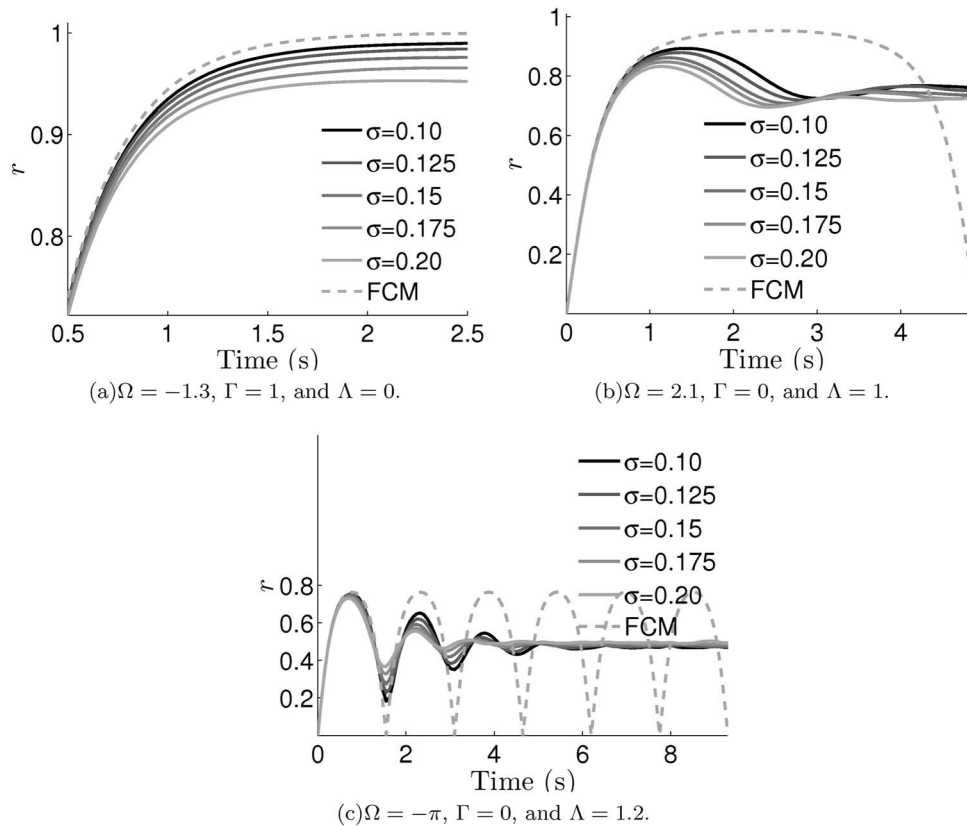 1
0.9
0.8
r
0.5
1
1.5
2
2.5
Time (s)
σ=0.10
σ=0.125
σ=0.15
σ=0.175
σ=0.20
FCM
(a)Ω = −1.3, Γ = 1, and Λ = 0.
1
0.8
0.6
0.4
0.2
r
0
1
2
3
4
Time (s)
σ=0.10
σ=0.125
σ=0.15
σ=0.175
σ=0.20
FCM
(b)Ω = 2.1, Γ = 0, and Λ = 1.
0.8
0.6
0.4
0.2
r
0
2
4
6
8
Time (s)
σ=0.10
σ=0.125
σ=0.15
σ=0.175
σ=0.20
FCM
(c)Ω = −π, Γ = 0, and Λ = 1.2.